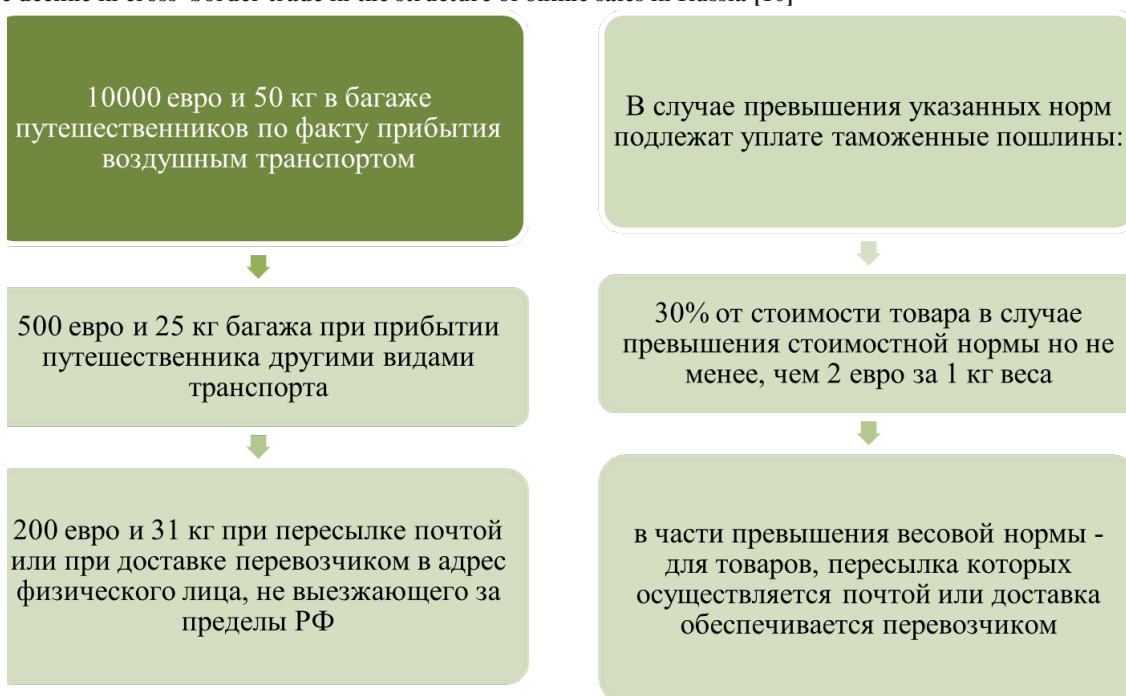 10000 евро и 50 кг в багаже
путешественников по факту прибытия
воздушным транспортом
500 евро и 25 кг багажа при прибытии
путешественника другими видами
транспорта
200 евро и 31 кг при пересылке почтой
или при доставке перевозчиком в адрес
физического лица, не выезжающего за
пределы РФ
В случае превышения указанных норм
подлежат уплате таможенные пошлины:
30% от стоимости товара в случае
превышения стоимостной нормы но не
менее, чем 2 евро за 1 кг веса
в части превышения весовой нормы -
для товаров, пересылка которых
осуществляется почтой или доставка
обеспечивается перевозчиком